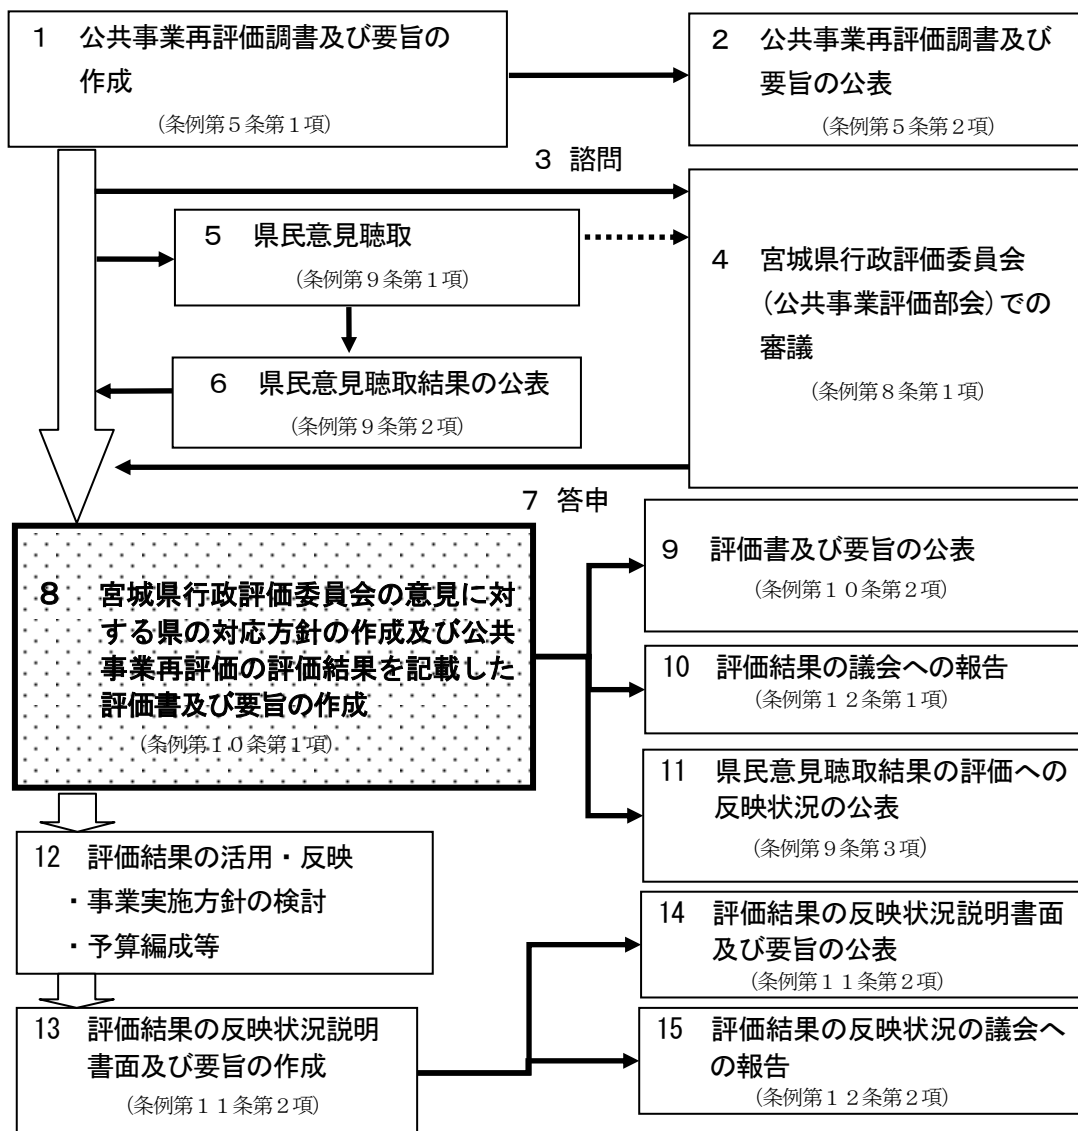 １　公共事業再評価調書及び要旨の
作成
（条例第５条第１項）
２　公共事業再評価調書及び
要旨の公表
（条例第５条第２項）
３ 諮問
４　宮城県行政評価委員会
（公共事業評価部会）での
審議
（条例第８条第１項）
５　県民意見聴取
（条例第９条第１項）
６　県民意見聴取結果の公表
（条例第９条第２項）
７ 答申
８　宮城県行政評価委員会の意見に対
する県の対応方針の作成及び公共
事業再評価の評価結果を記載した
評価書及び要旨の作成
（条例第１０条第１項）
９　評価書及び要旨の公表
（条例第１０条第２項）
10　評価結果の議会への報告
（条例第１２条第１項）
11　県民意見聴取結果の評価への
反映状況の公表
（条例第９条第３項）
12　評価結果の活用・反映
・事業実施方針の検討
・予算編成等
13　評価結果の反映状況説明
書面及び要旨の作成
（条例第１１条第２項）
14　評価結果の反映状況説明書面
及び要旨の公表
（条例第１１条第２項）
15　評価結果の反映状況の議会へ
の報告
（条例第１２条第２項）